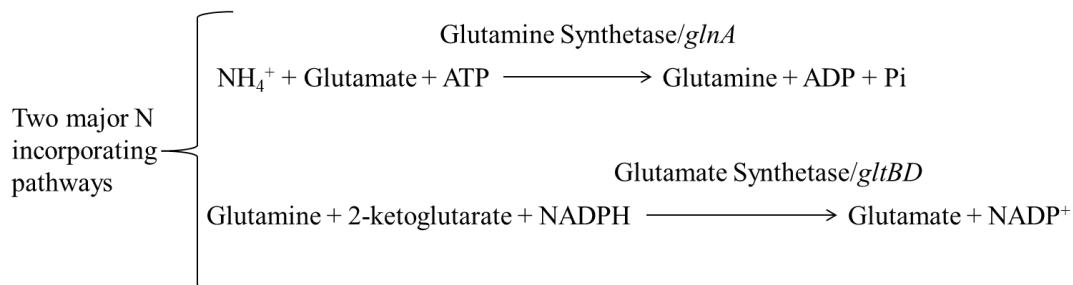 Two major N
incorporating
pathways
Glutamine Synthetase/glnA
NH₄⁺ + Glutamate + ATP ⟶ Glutamine + ADP + Pi
Glutamate Synthetase/gltBD
Glutamine + 2-ketoglutarate + NADPH ⟶ Glutamate + NADP⁺